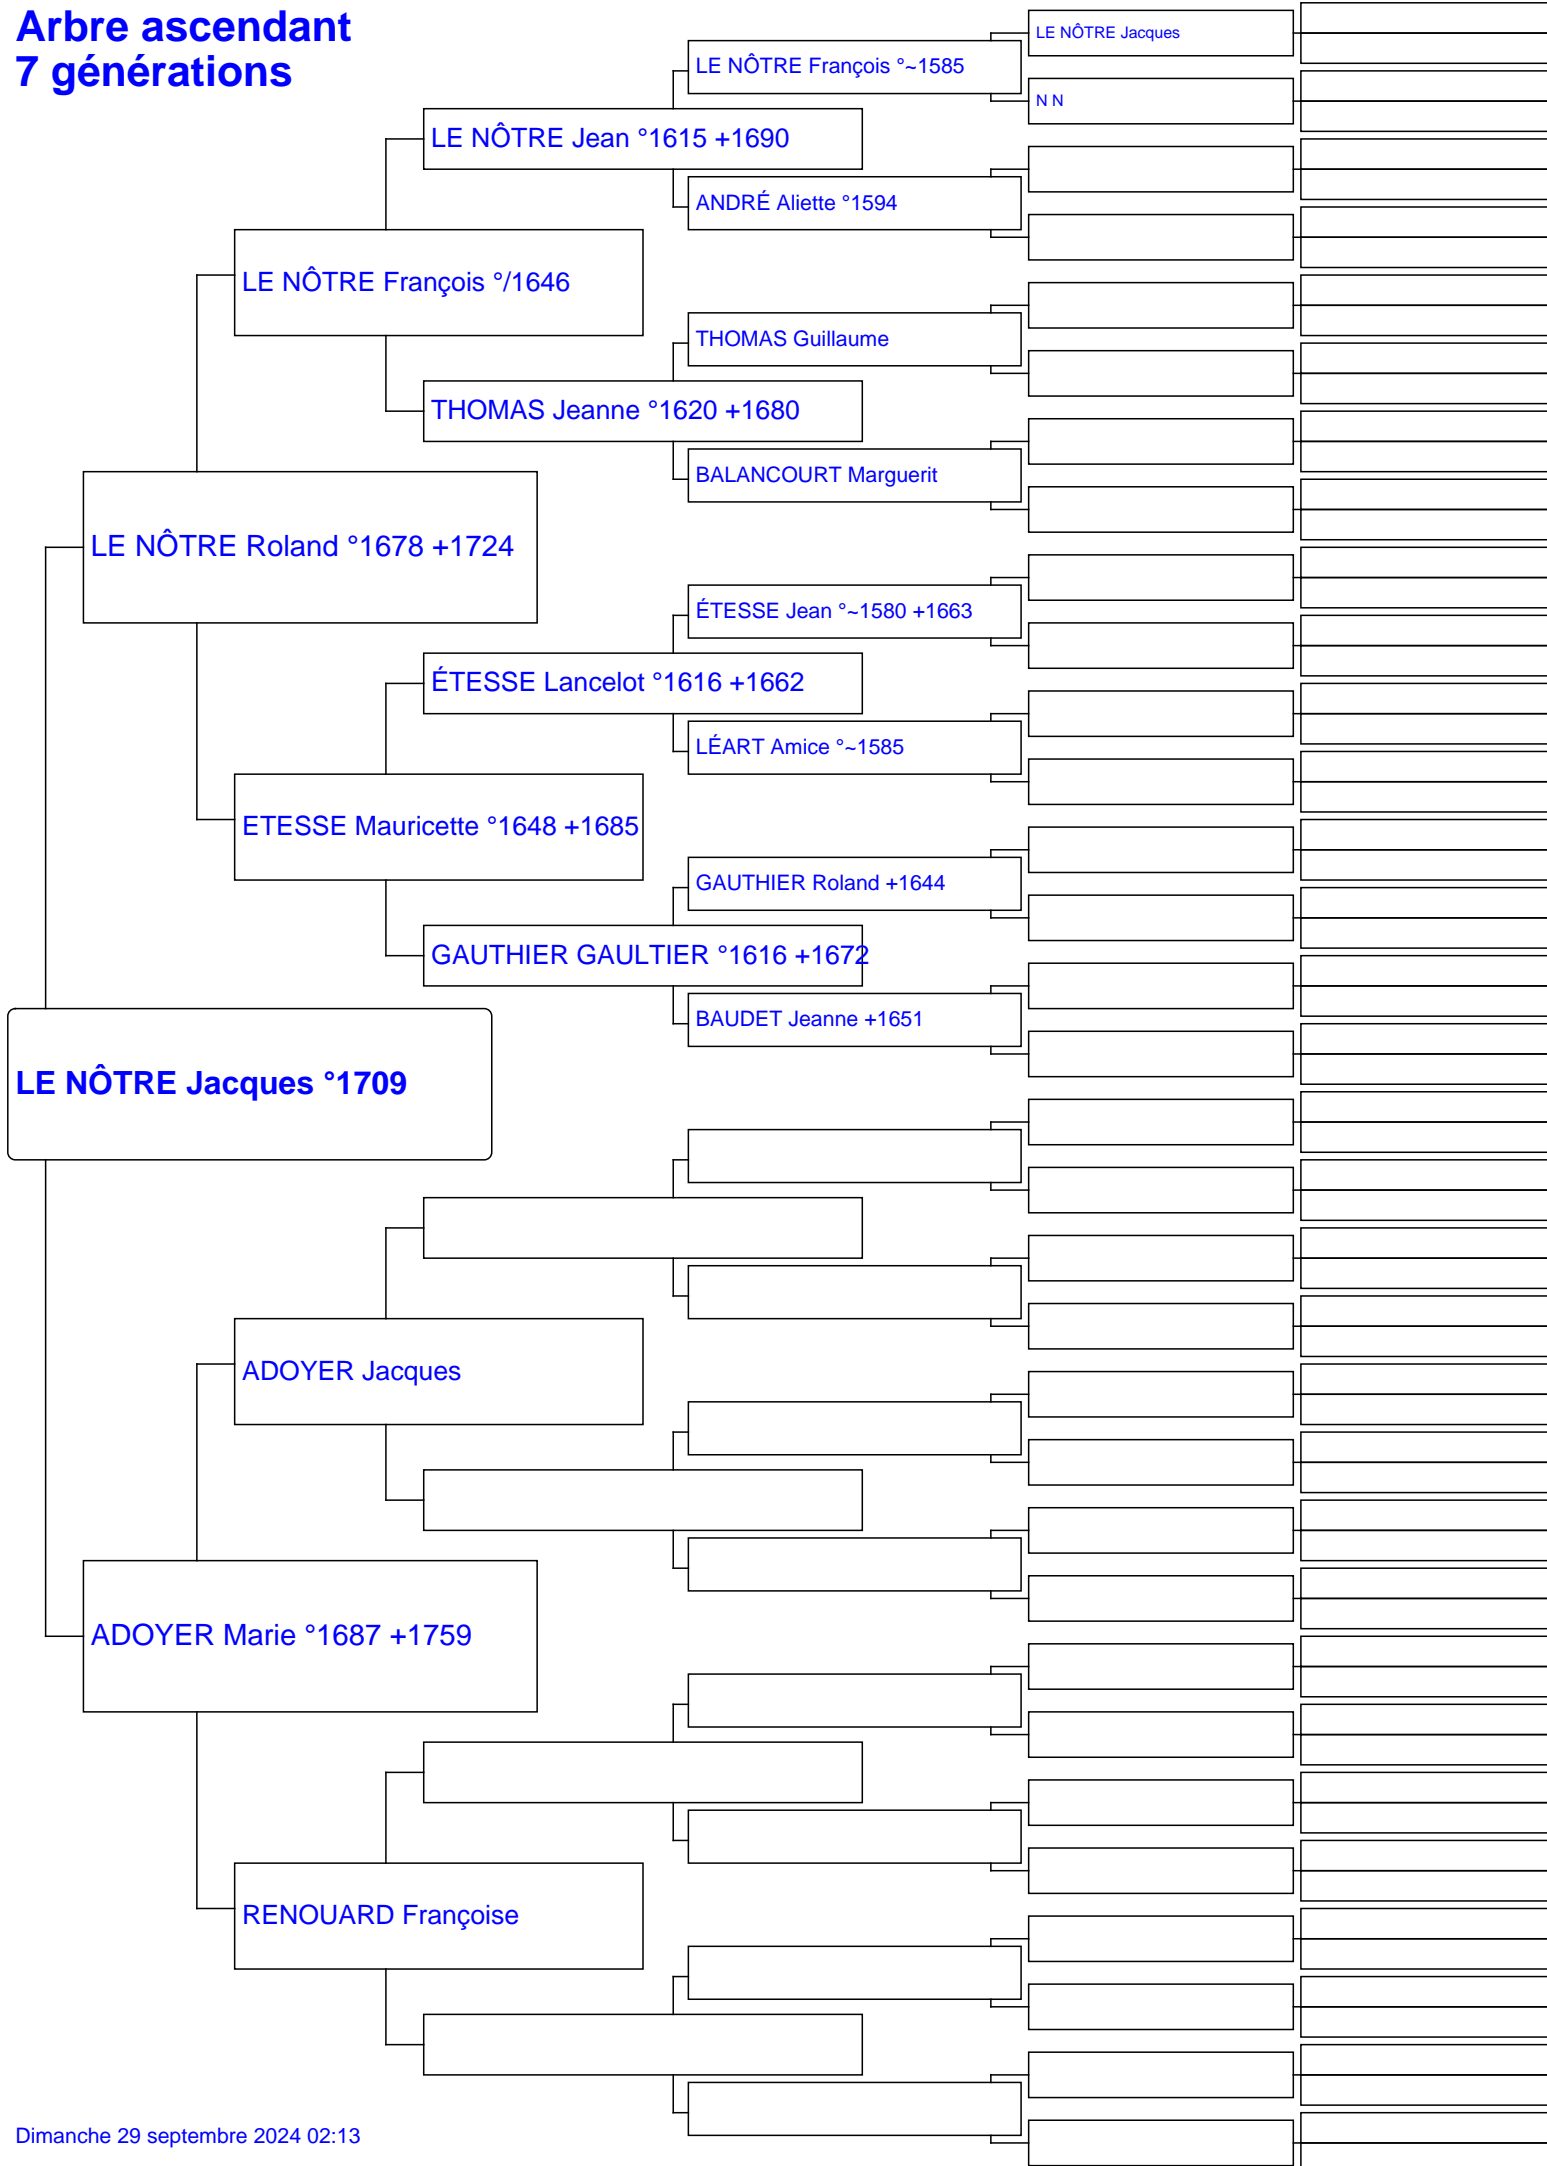 Arbre ascendant
7 générations
LE NÔTRE Jacques
LE NÔTRE François °~1585
N N
LE NÔTRE Jean °1615 +1690
ANDRÉ Aliette °1594
LE NÔTRE François °/1646
THOMAS Guillaume
THOMAS Jeanne °1620 +1680
BALANCOURT Marguerit
LE NÔTRE Roland °1678 +1724
ÉTESSE Jean °~1580 +1663
ÉTESSE Lancelot °1616 +1662
LÉART Amice °~1585
ETESSE Mauricette °1648 +1685
GAUTHIER Roland +1644
GAUTHIER GAULTIER °1616 +1672
BAUDET Jeanne +1651
LE NÔTRE Jacques °1709
ADOYER Jacques
ADOYER Marie °1687 +1759
RENOUARD Françoise
Dimanche 29 septembre 2024 02:13